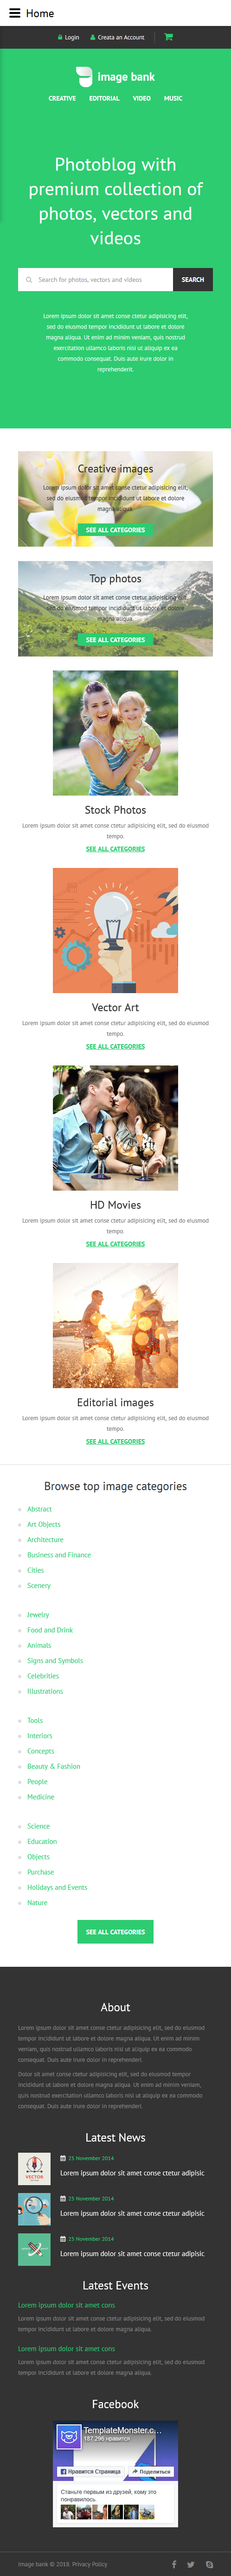 Home
Login Creata an Account
image bank
CREATIVE EDITORIAL VIDEO MUSIC
Photoblog with
premium collection of
photos, vectors and
videos
Search for photos, vectors and videos SEARCH
Lorem ipsum dolor sit amet conse ctetur adipisicing elit,
sed do eiusmod tempor incididunt ut labore et dolore
magna aliqua. Ut enim ad minim veniam, quis nostrud
exercitation ullamco laboris nisi ut aliquip ex ea
commodo consequat. Duis aute irure dolor in
reprehenderit.
Creative images
Lorem ipsum dolor sit amet conse ctetur adipisicing elit,
sed do eiusmod tempor incididunt ut labore et dolore
magna aliqua.
SEE ALL CATEGORIES
Top photos
Lorem ipsum dolor sit amet conse ctetur adipisicing elit,
sed do eiusmod tempor incididunt ut labore et dolore
magna aliqua.
SEE ALL CATEGORIES
Stock Photos
Lorem ipsum dolor sit amet conse ctetur adipisicing elit, sed do eiusmod
tempo.
SEE ALL CATEGORIES
Vector Art
Lorem ipsum dolor sit amet conse ctetur adipisicing elit, sed do eiusmod
tempo.
SEE ALL CATEGORIES
HD Movies
Lorem ipsum dolor sit amet conse ctetur adipisicing elit, sed do eiusmod
tempo.
SEE ALL CATEGORIES
Editorial images
Lorem ipsum dolor sit amet conse ctetur adipisicing elit, sed do eiusmod
tempo.
SEE ALL CATEGORIES
Browse top image categories
Abstract
Art Objects
Architecture
Business and Finance
Cities
Scenery
Jewelry
Food and Drink
Animals
Signs and Symbols
Celebrities
Illustrations
Tools
Interiors
Concepts
Beauty & Fashion
People
Medicine
Science
Education
Objects
Purchase
Holidays and Events
Nature
SEE ALL CATEGORIES
About
Lorem ipsum dolor sit amet conse ctetur adipisicing elit, sed do eiusmod
tempor incididunt ut labore et dolore magna aliqua. Ut enim ad minim
veniam, quis nostrud ullamco laboris nisi ut aliquip ex ea commodo
consequat. Duis aute irure dolor in reprehenderi.
Dolor sit amet conse ctetur adipisicing elit, sed do eiusmod tempor
incididunt ut labore et dolore magna aliqua. Ut enim ad minim veniam,
quis nostrud exercitation ullamco laboris nisi ut aliquip ex ea commodo
consequat. Duis aute irure dolor in reprehenderi.
Latest News
VECTOR
25 November 2014
Lorem ipsum dolor sit amet conse ctetur adipisic
25 November 2014
Lorem ipsum dolor sit amet conse ctetur adipisic
25 November 2014
Lorem ipsum dolor sit amet conse ctetur adipisic
Latest Events
Lorem ipsum dolor sit amet cons
Lorem ipsum dolor sit amet conse ctetur adipisicing elit, sed do eiusmod
tempor incididunt ut labore et dolore magna aliqua.
Lorem ipsum dolor sit amet cons
Lorem ipsum dolor sit amet conse ctetur adipisicing elit, sed do eiusmod
tempor incididunt ut labore et dolore magna aliqua.
Facebook
TemplateMonster.c...
187 296 нравится
Нравится Страница Поделиться
Станьте первым из друзей, кому это
понравилось.
Image bank © 2018. Privacy Policy